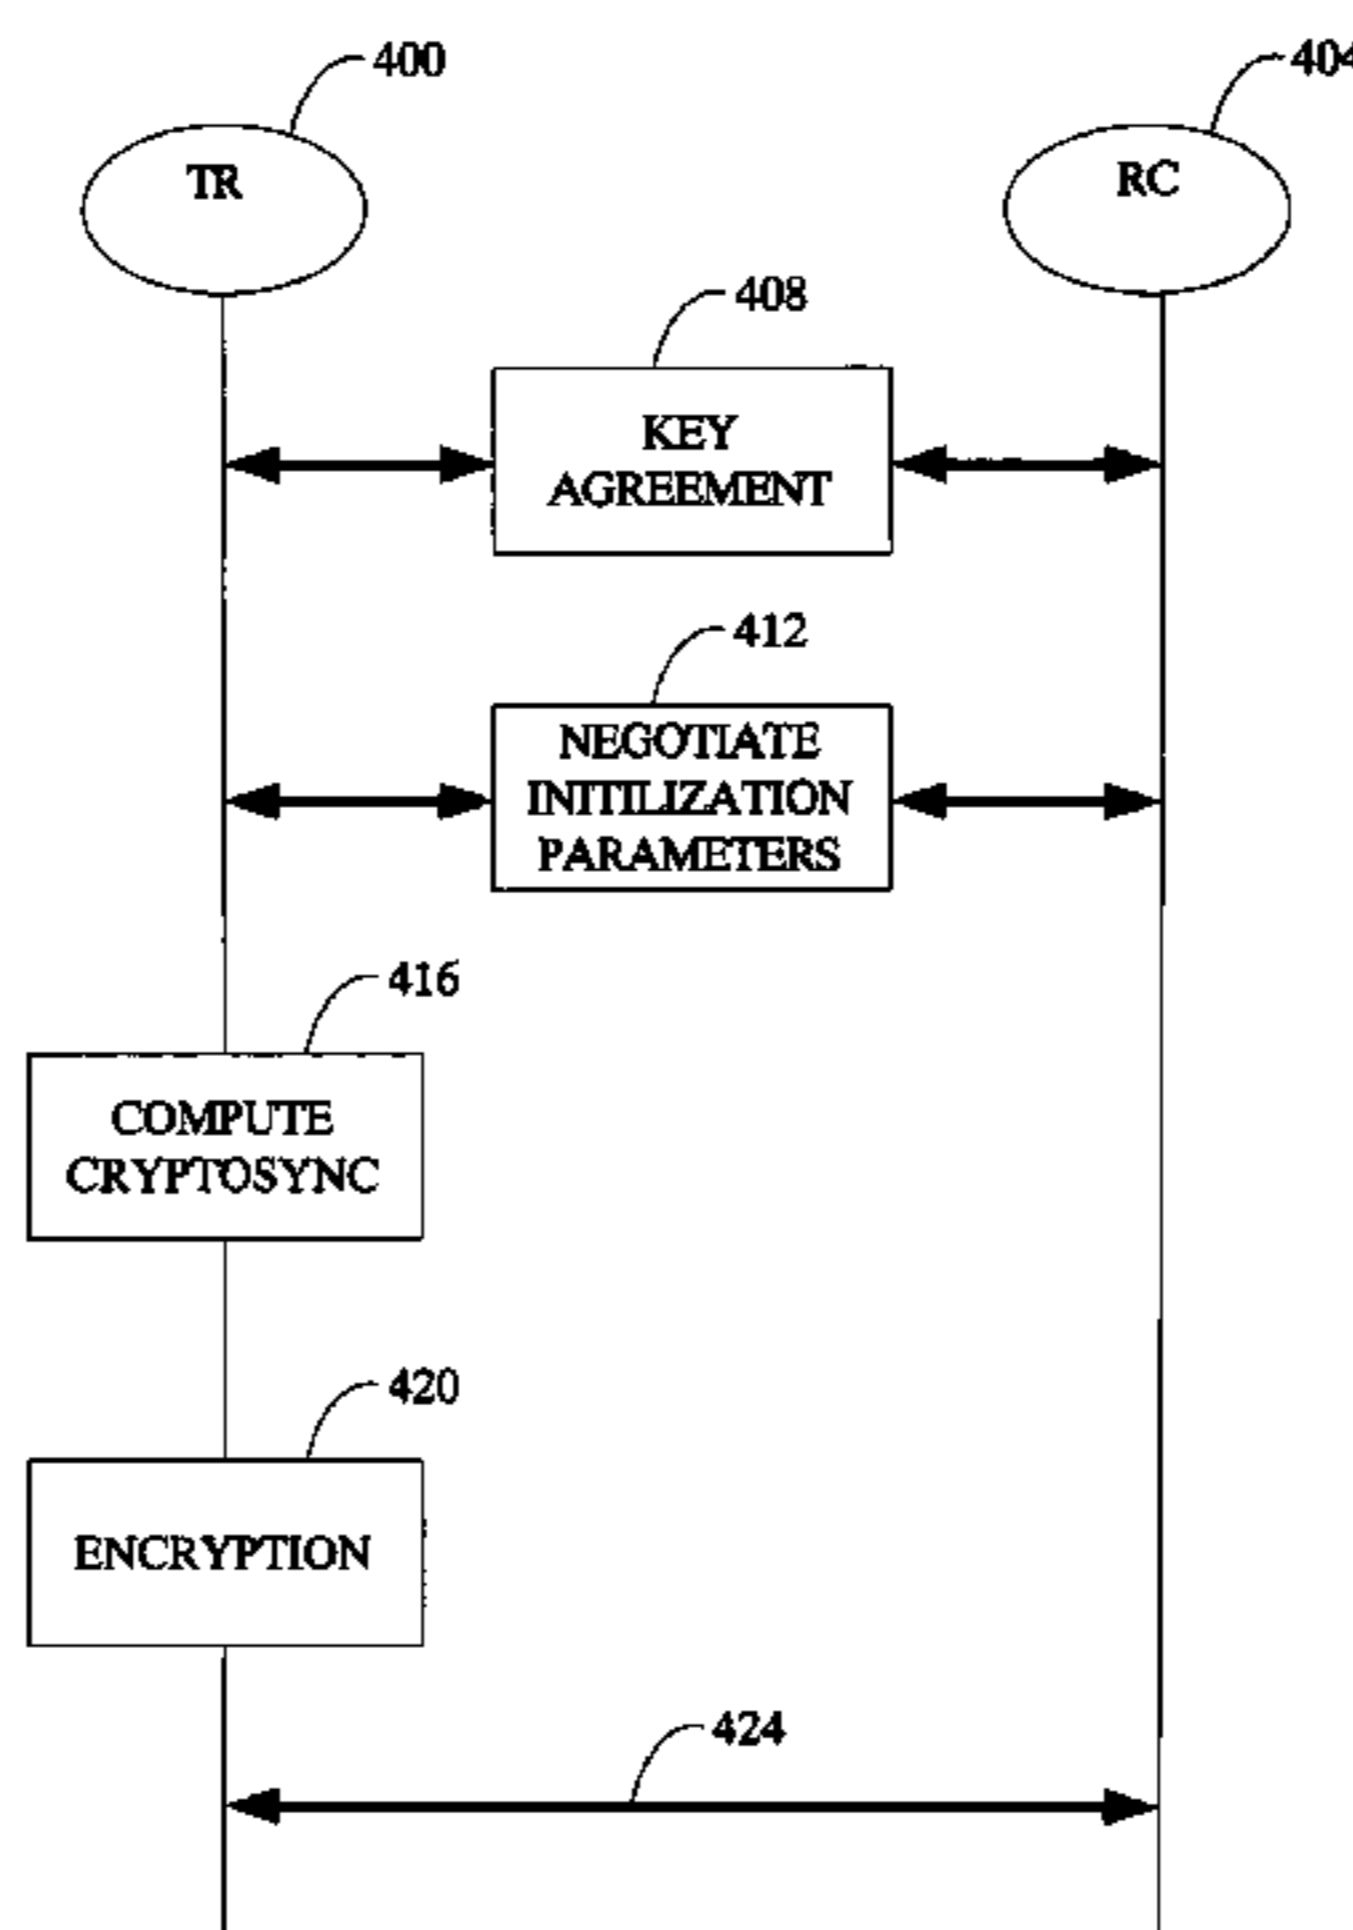 400
404
TR
RC
408
KEY
AGREEMENT
412
NEGOTIATE
INITILIZATION
PARAMETERS
416
COMPUTE
CRYPTOSYNC
420
ENCRYPTION
424